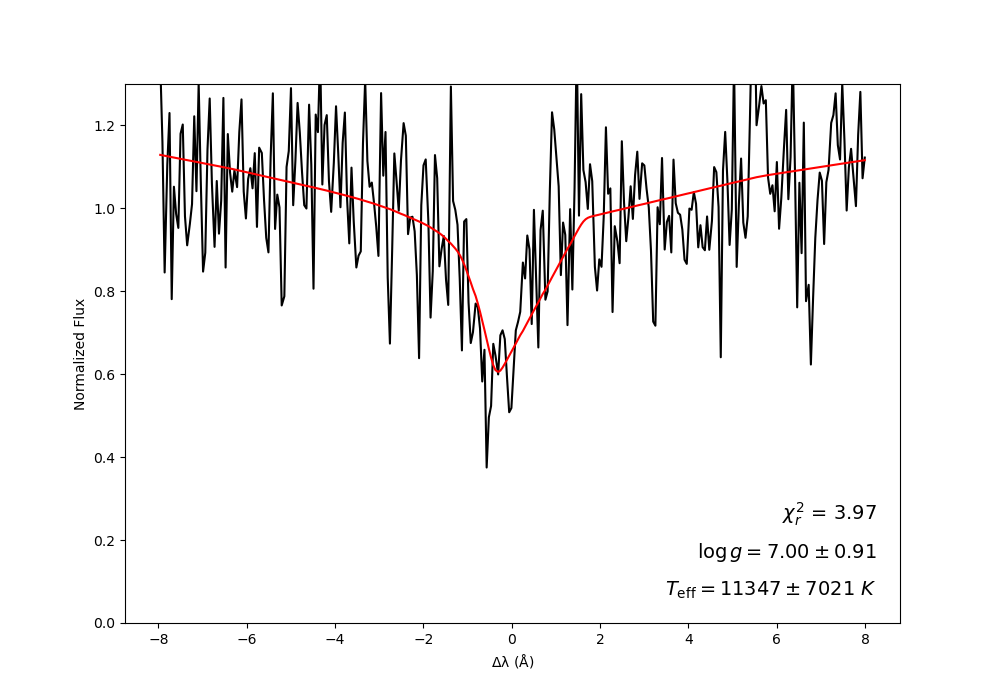 Normalized Flux
1.2
1.0
0.8
0.6
0.4
0.2
0.0
χ²ᵣ = 3.97
log g = 7.00 ± 0.91
T_eff = 11347 ± 7021 K
−8 −6 −4 −2 0 2 4 6 8
Δλ (Å)